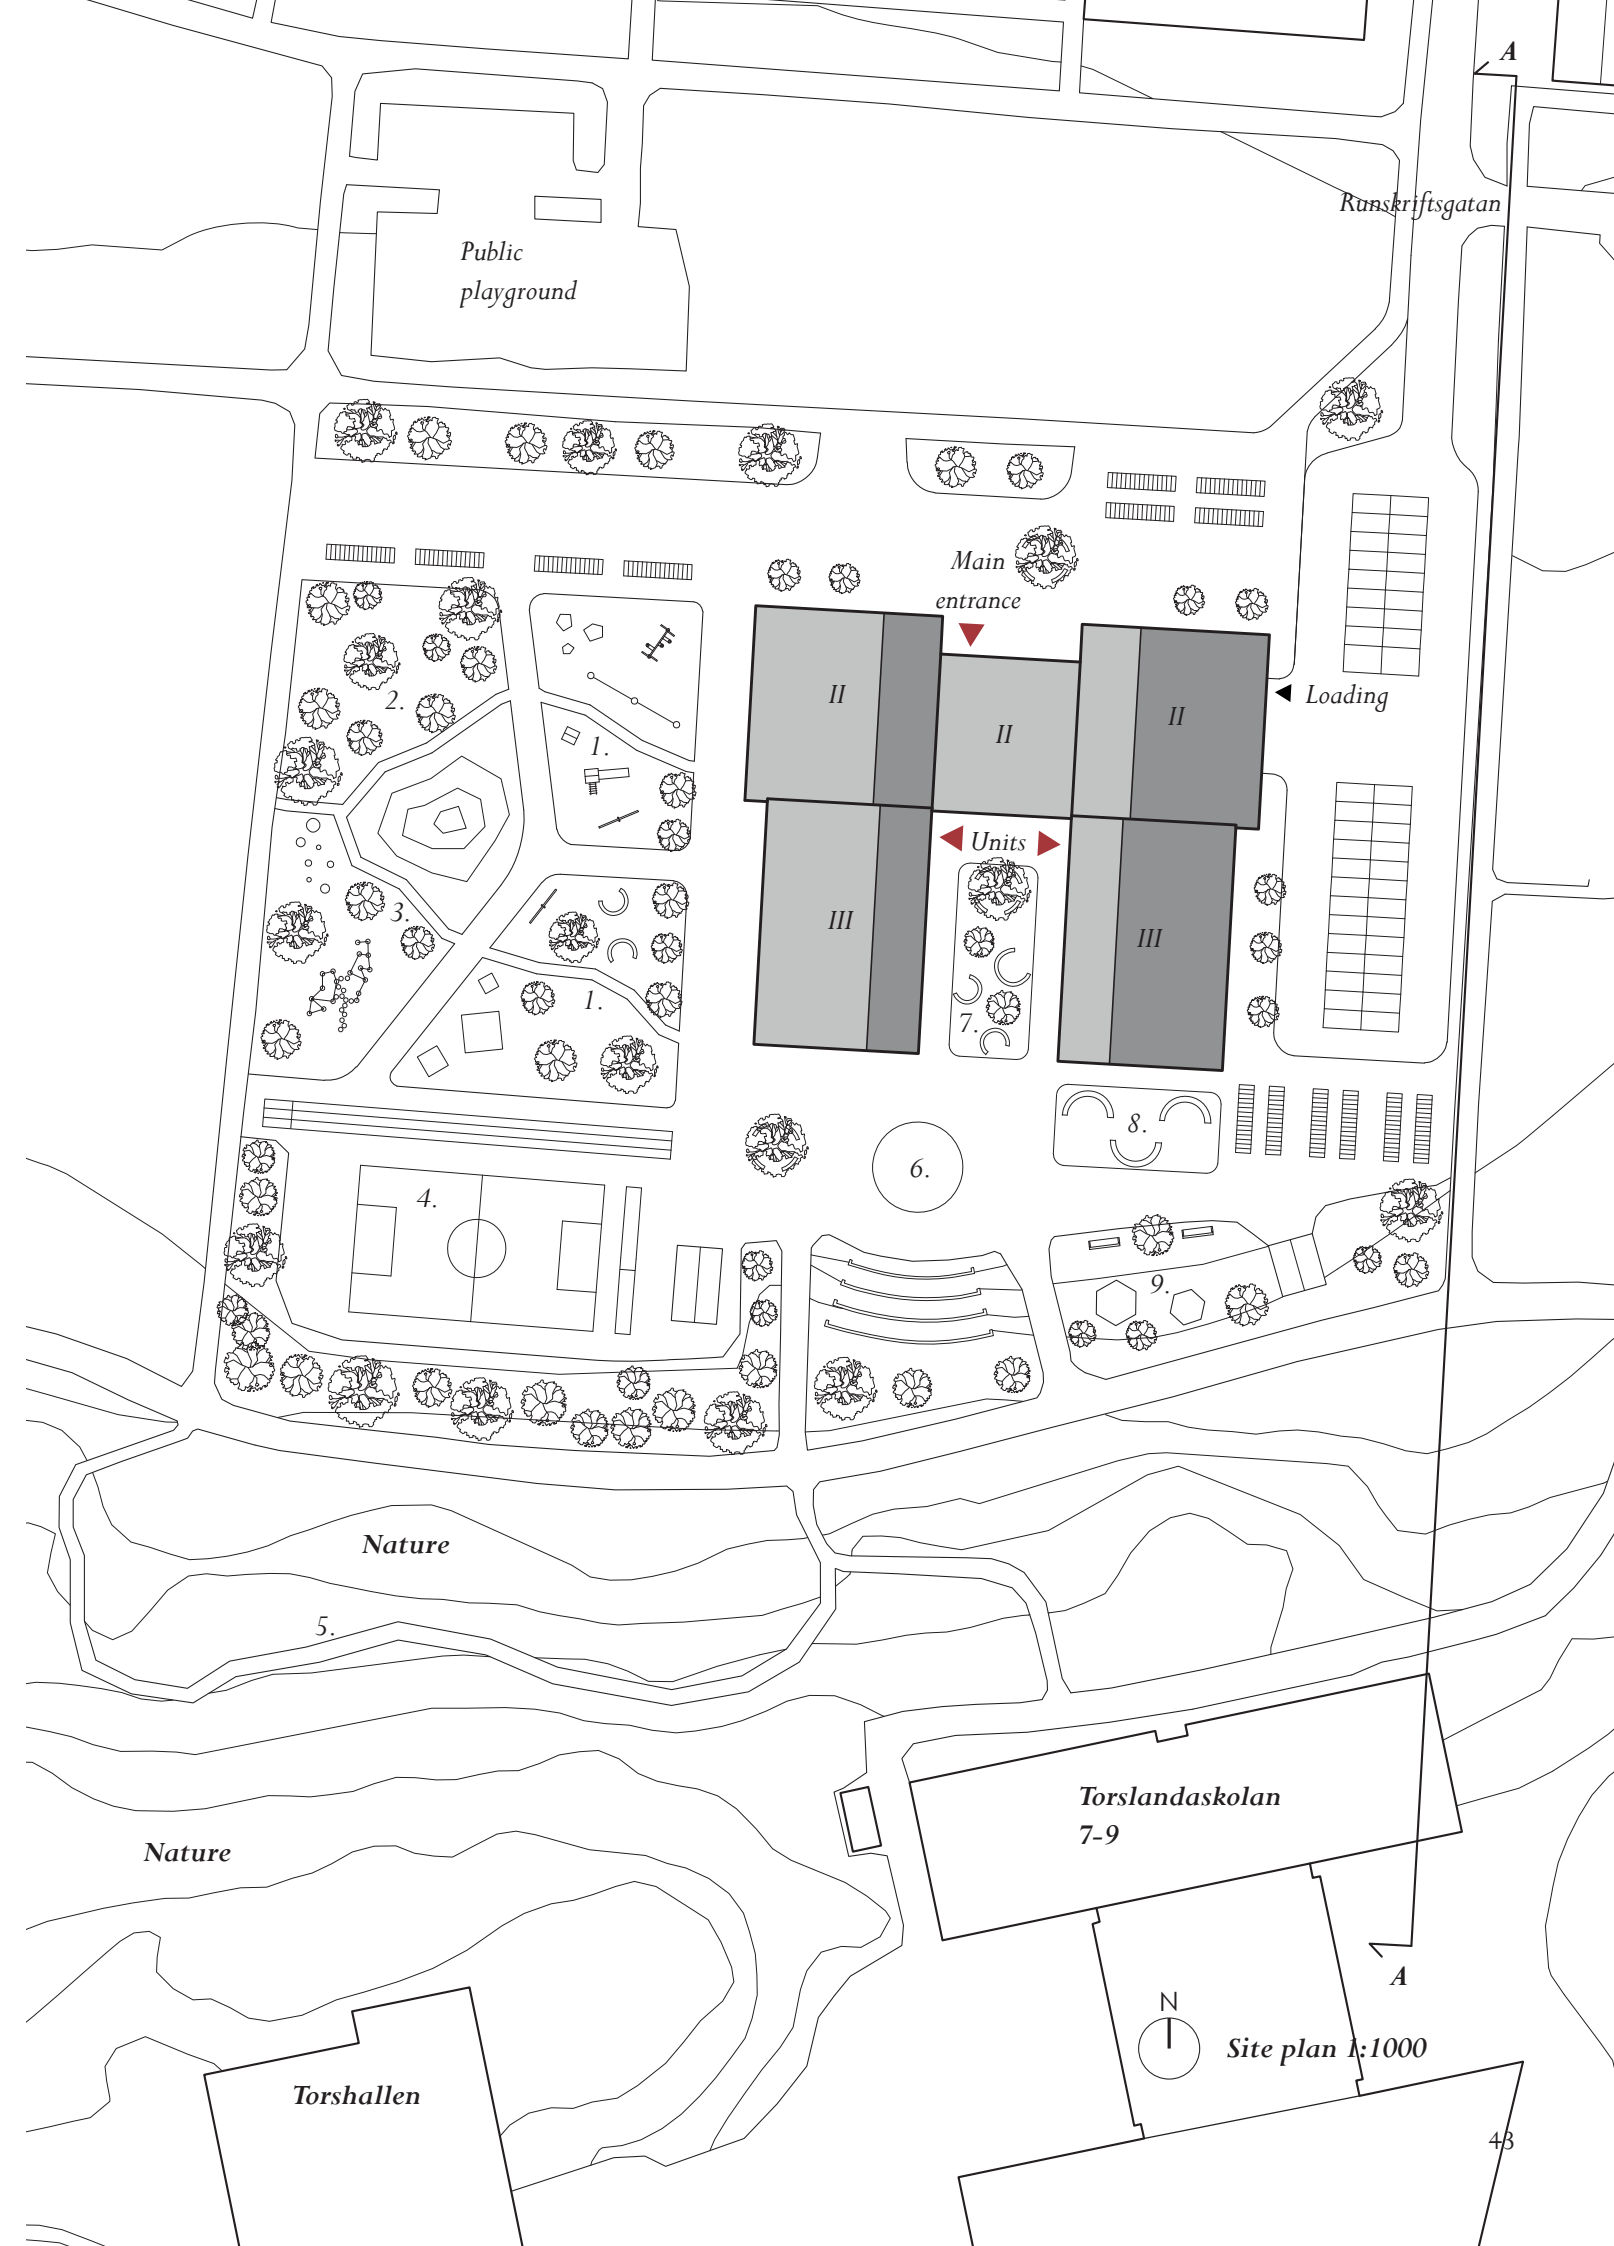 A
Runskriftsgatan
Public
playground
Main
entrance
II
II
II
Loading
2.
1.
Units
3.
III
III
1.
7.
8.
6.
4.
9.
Nature
5.
Torslandaskolan
7-9
Nature
A
N
Site plan 1:1000
Torshallen
43